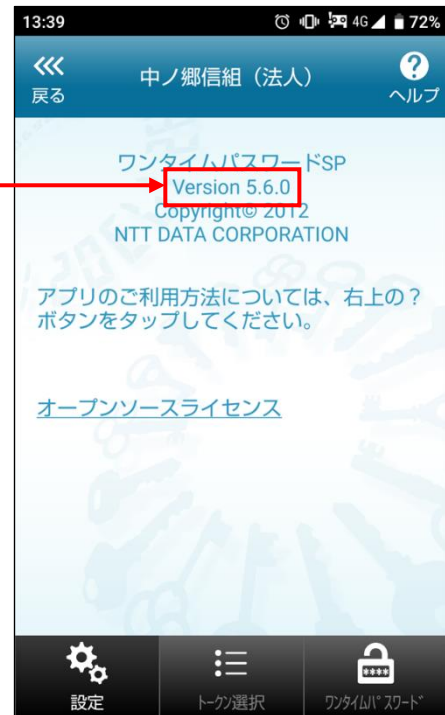 13:39 4G 72%
戻る 中ノ郷信組（法人） ? ヘルプ
ワンタイムパスワードSP
Version 5.6.0
Copyright© 2012
NTT DATA CORPORATION
アプリのご利用方法については、右上の？
ボタンをタップしてください。
オープンソースライセンス
****
設定 トークン選択 ワンタイムパスワード